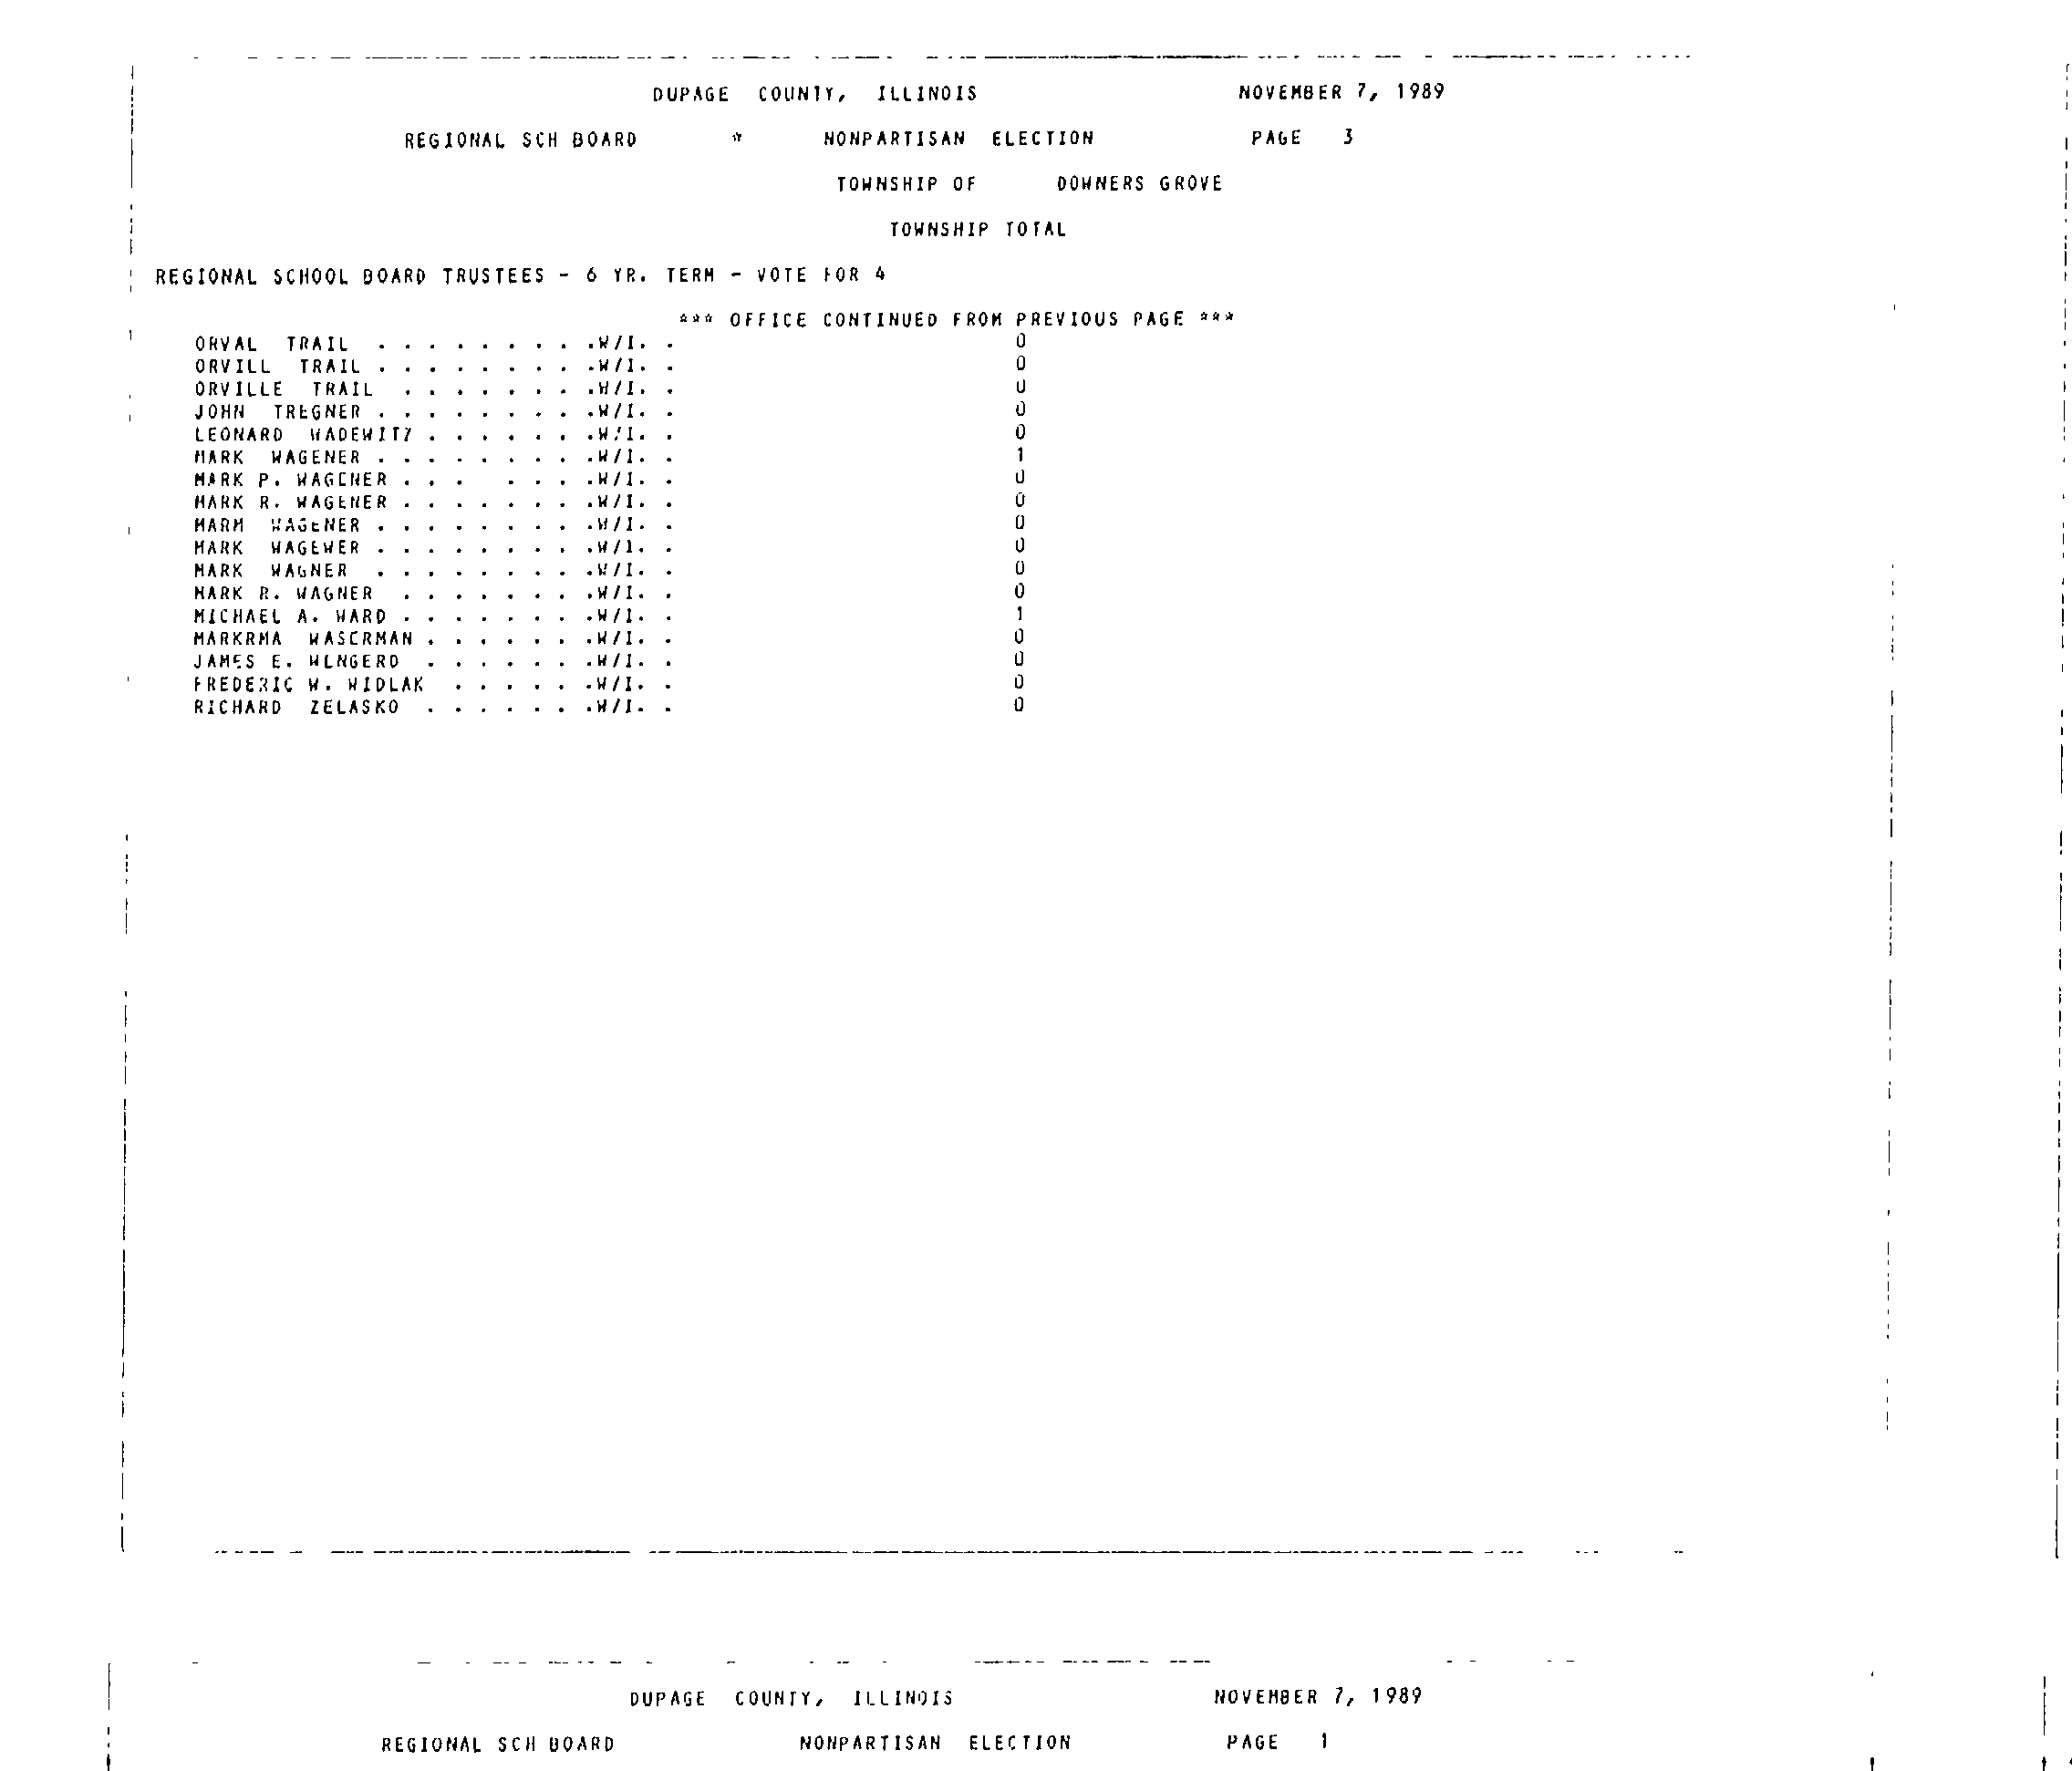 DUPAGE COUNTY, ILLINOIS NOVEMBER 7, 1989
REGIONAL SCH BOARD * NONPARTISAN ELECTION PAGE 3
TOWNSHIP OF DOWNERS GROVE
TOWNSHIP TOTAL
REGIONAL SCHOOL BOARD TRUSTEES - 6 YR. TERM - VOTE FOR 4
*** OFFICE CONTINUED FROM PREVIOUS PAGE ***
ORVAL TRAIL . . . . . . . . .W/I. . 0
ORVILL TRAIL . . . . . . . . .W/I. . 0
ORVILLE TRAIL . . . . . . . .W/I. . 0
JOHN TREGNER . . . . . . . . .W/I. . 0
LEONARD WADEWITZ . . . . . . .W/I. . 0
MARK WAGENER . . . . . . . . .W/I. . 1
MARK P. WAGENER . . . . . . .W/I. . 0
MARK R. WAGENER . . . . . . . .W/I. . 0
MARM WAGENER . . . . . . . . .W/I. . 0
MARK WAGEWER . . . . . . . . .W/I. . 0
MARK WAGNER . . . . . . . . .W/I. . 0
MARK R. WAGNER . . . . . . . .W/I. . 0
MICHAEL A. WARD . . . . . . . .W/I. . 1
MARKRMA WASERMAN . . . . . . .W/I. . 0
JAMES E. WENGERD . . . . . . .W/I. . 0
FREDERIC W. WIDLAK . . . . . .W/I. . 0
RICHARD ZELASKO . . . . . . .W/I. . 0
DUPAGE COUNTY, ILLINOIS NOVEMBER 7, 1989
REGIONAL SCH BOARD NONPARTISAN ELECTION PAGE 1